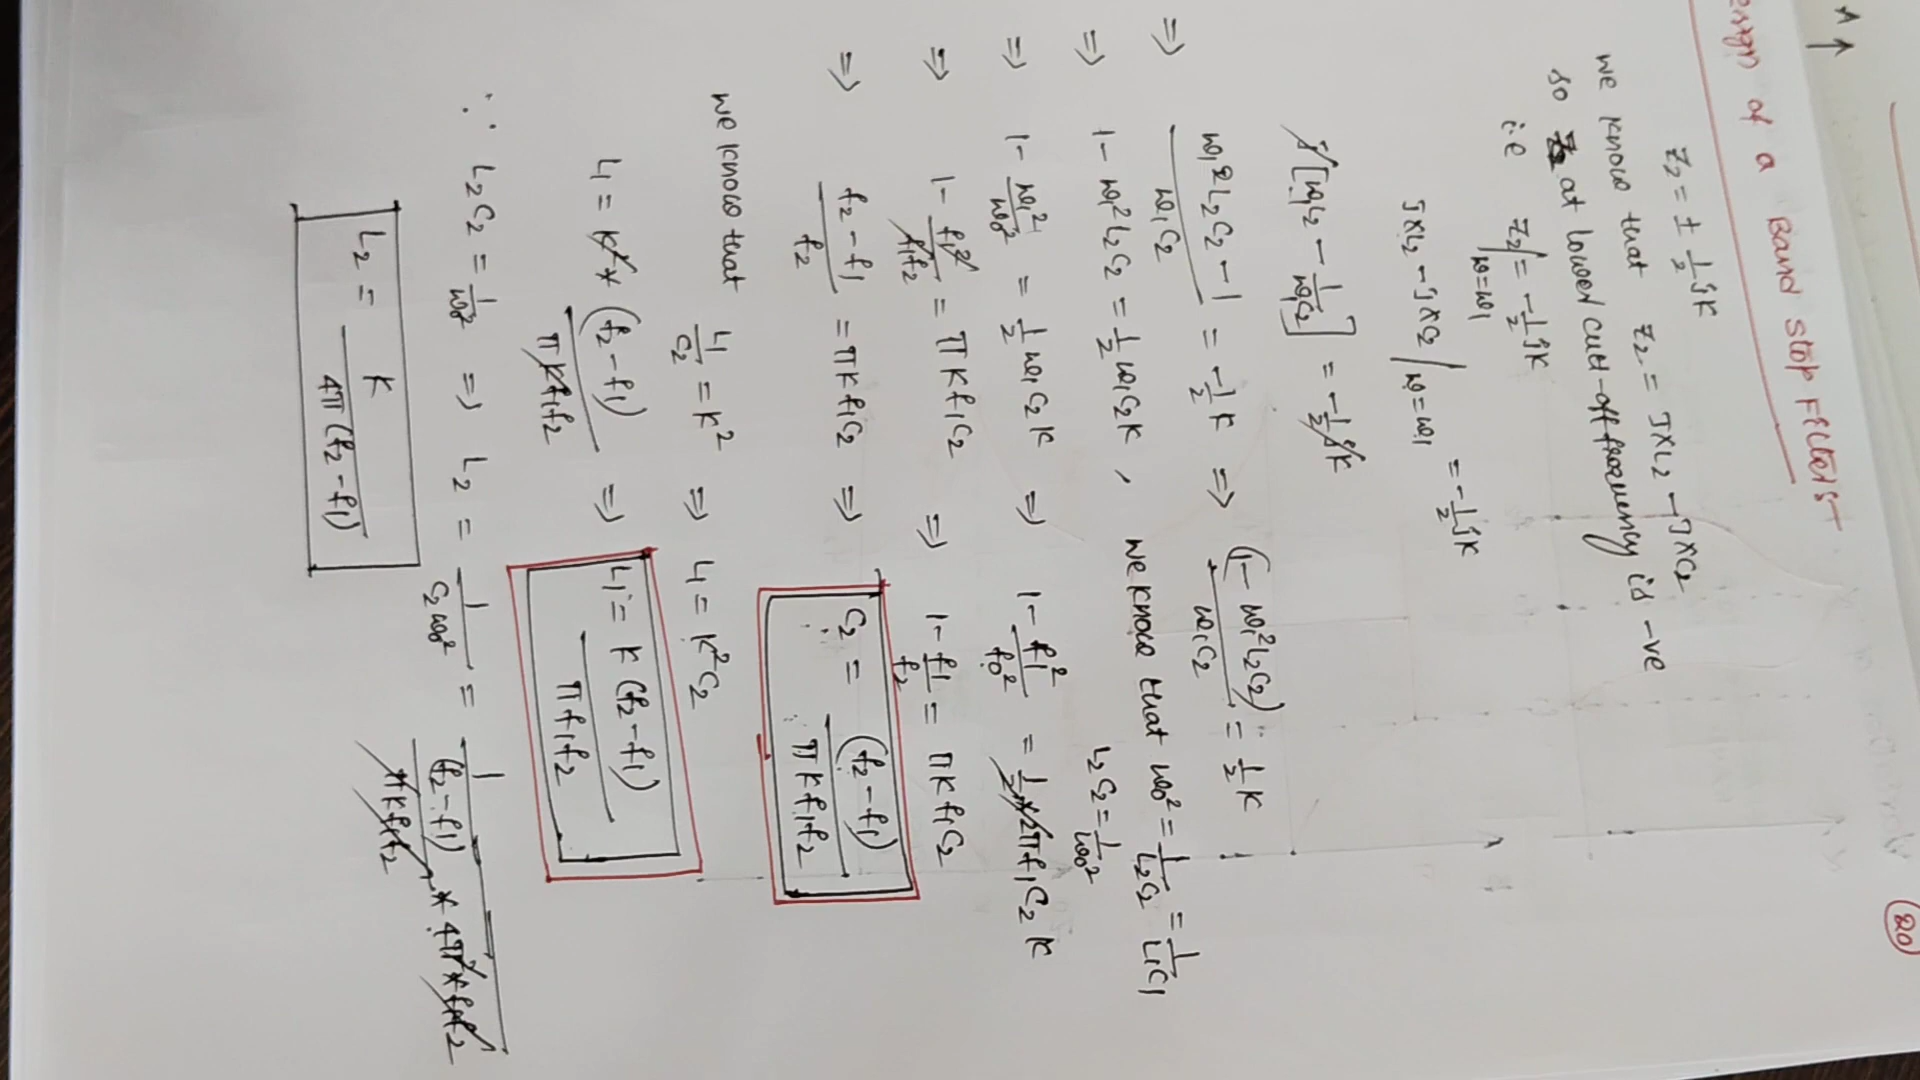 20
Design of a Band Stop Filter :-
Z₂ = ± 1/2 jK
we know that Z₂ = JXL₂ - JXC₂
so Z₂ at lower cut-off frequency is -ve
i.e Z₂/ω=ω₁ = -1/2 jK
JXL₂ - JXC₂ /ω=ω₁ = -1/2 jK
j[ω₁L₂ - 1/ω₁C₂] = -1/2 jK
=> ω₁²L₂C₂ - 1 / ω₁C₂ = -1/2 K => (1 - ω₁²L₂C₂) / ω₁C₂ = 1/2 K
=> 1 - ω₁²L₂C₂ = 1/2 ω₁C₂K , we know that ω₀² = 1/L₂C₂ = 1/L₁C₁
L₂C₂ = 1/ω₀²
=> 1 - ω₁²/ω₀² = 1/2 ω₁C₂K => 1 - f₁²/f₀² = 1/2 × 2πf₁C₂K
=> 1 - f₁²/f₁f₂ = πKf₁C₂ => 1 - f₁/f₂ = πKf₁C₂
=> f₂ - f₁ / f₂ = πKf₁C₂ => C₂ = (f₂ - f₁) / πKf₁f₂
we know that L₁/C₂ = K² => L₁ = K²C₂
L₁ = K² * (f₂ - f₁) / πKf₁f₂ => L₁ = K(f₂ - f₁) / πf₁f₂
∴ L₂C₂ = 1/ω₀² => L₂ = 1/C₂ω₀² = 1 / (f₂ - f₁)/πKf₁f₂ * 4π² * f₁f₂
L₂ = K / 4π(f₂ - f₁)